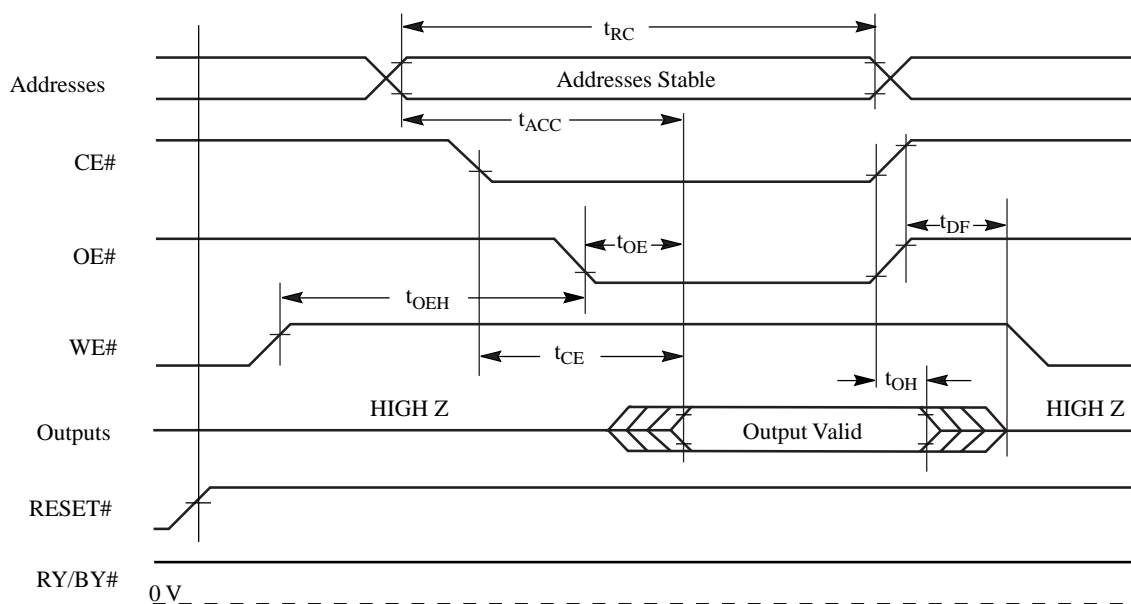 tRC
Addresses
Addresses Stable
tACC
CE#
OE#
tOE
tDF
tOEH
WE#
tCE
tOH
HIGH Z
HIGH Z
Outputs
Output Valid
RESET#
RY/BY#
0 V